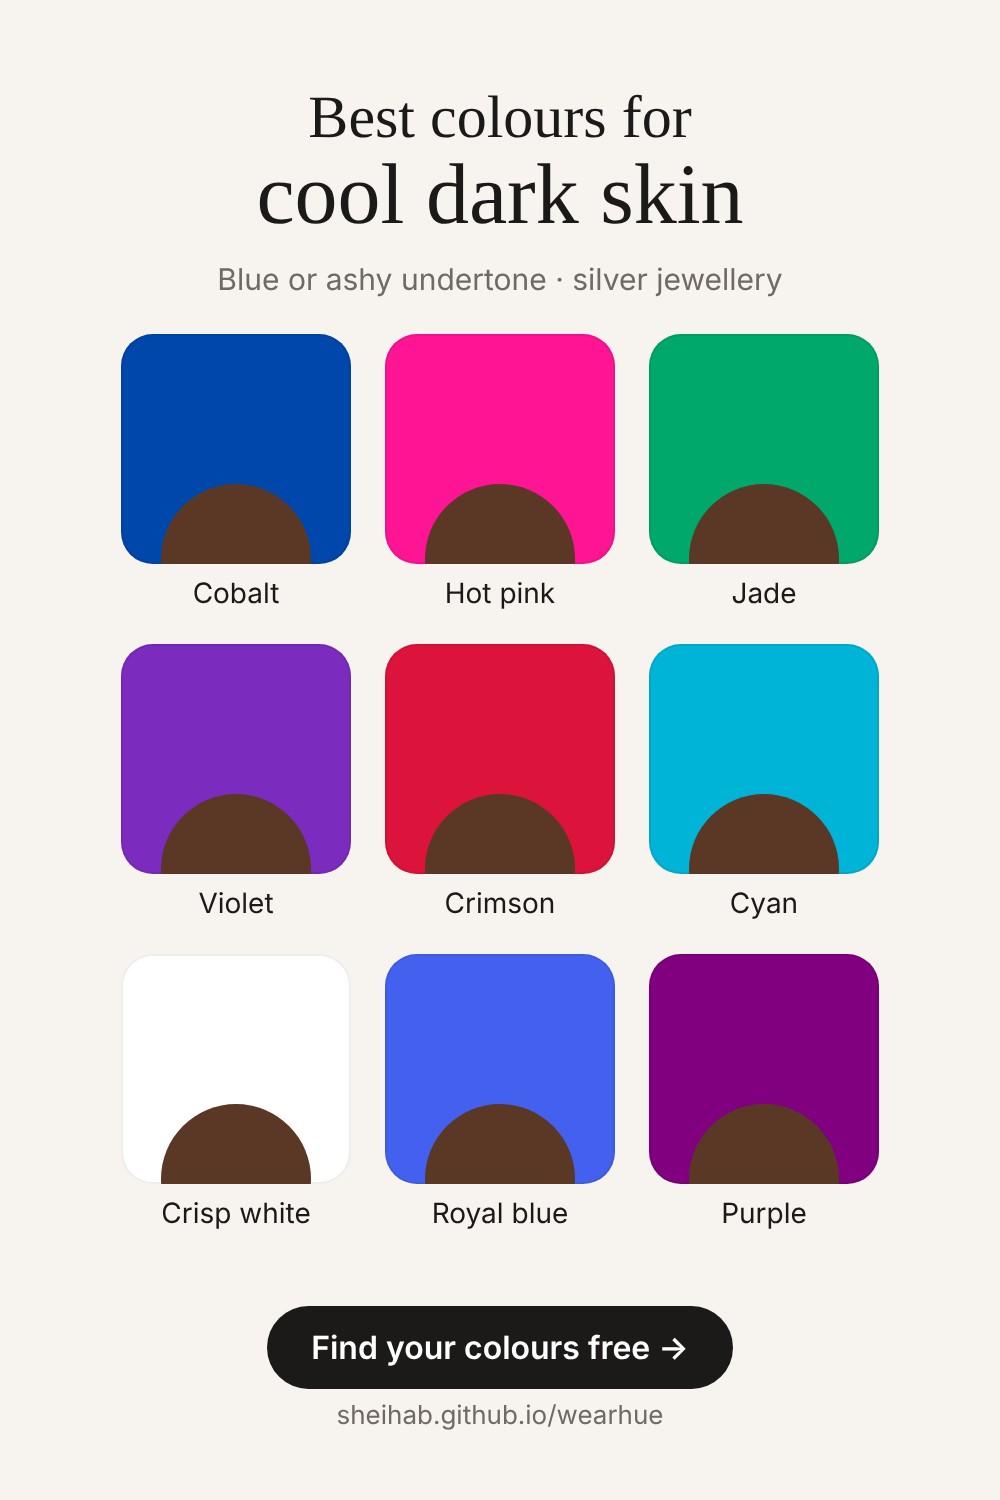 Best colours for
cool dark skin
Blue or ashy undertone · silver jewellery
Cobalt
Hot pink
Jade
Violet
Crimson
Cyan
Crisp white
Royal blue
Purple
Find your colours free →
sheihab.github.io/wearhue